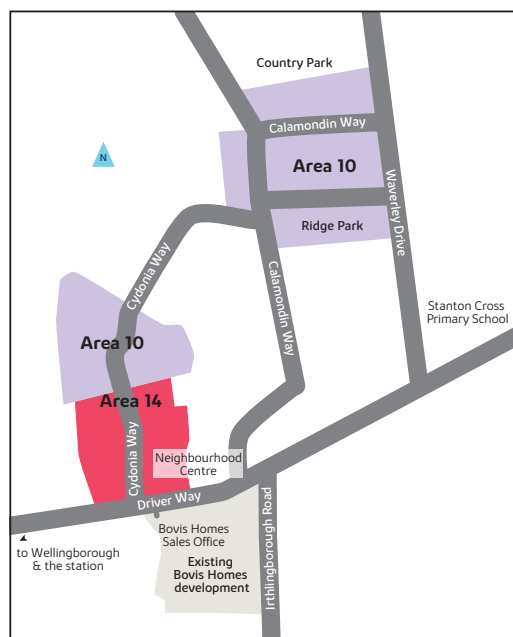 Country Park
Calamondin Way
N
Area 10
Waverley Drive
Ridge Park
Cydonia Way
Calamondin Way
Stanton Cross
Primary School
Area 10
Area 14
Cydonia Way
Neighbourhood
Centre
Driver Way
Irthlingborough Road
Bovis Homes
Sales Office
to Wellingborough
& the station
Existing
Bovis Homes
development